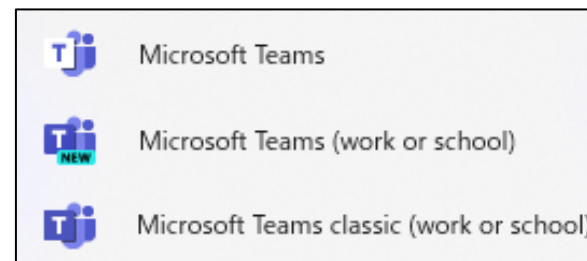 T
Microsoft Teams
T
NEW
Microsoft Teams (work or school)
T
Microsoft Teams classic (work or school)